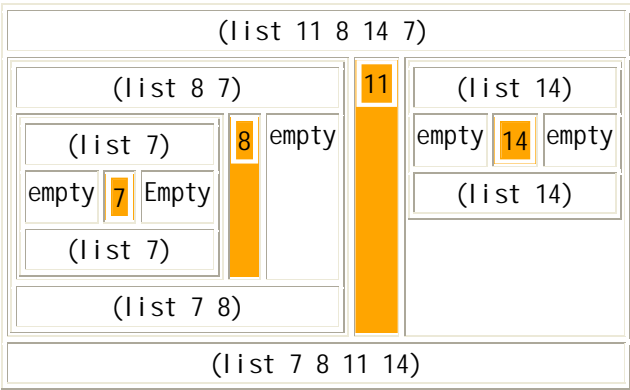 (list 11 8 14 7)
(list 8 7) 11 (list 14)
(list 7) 8 empty empty 14 empty
empty 7 Empty (list 14)
(list 7)
(list 7 8)
(list 7 8 11 14)